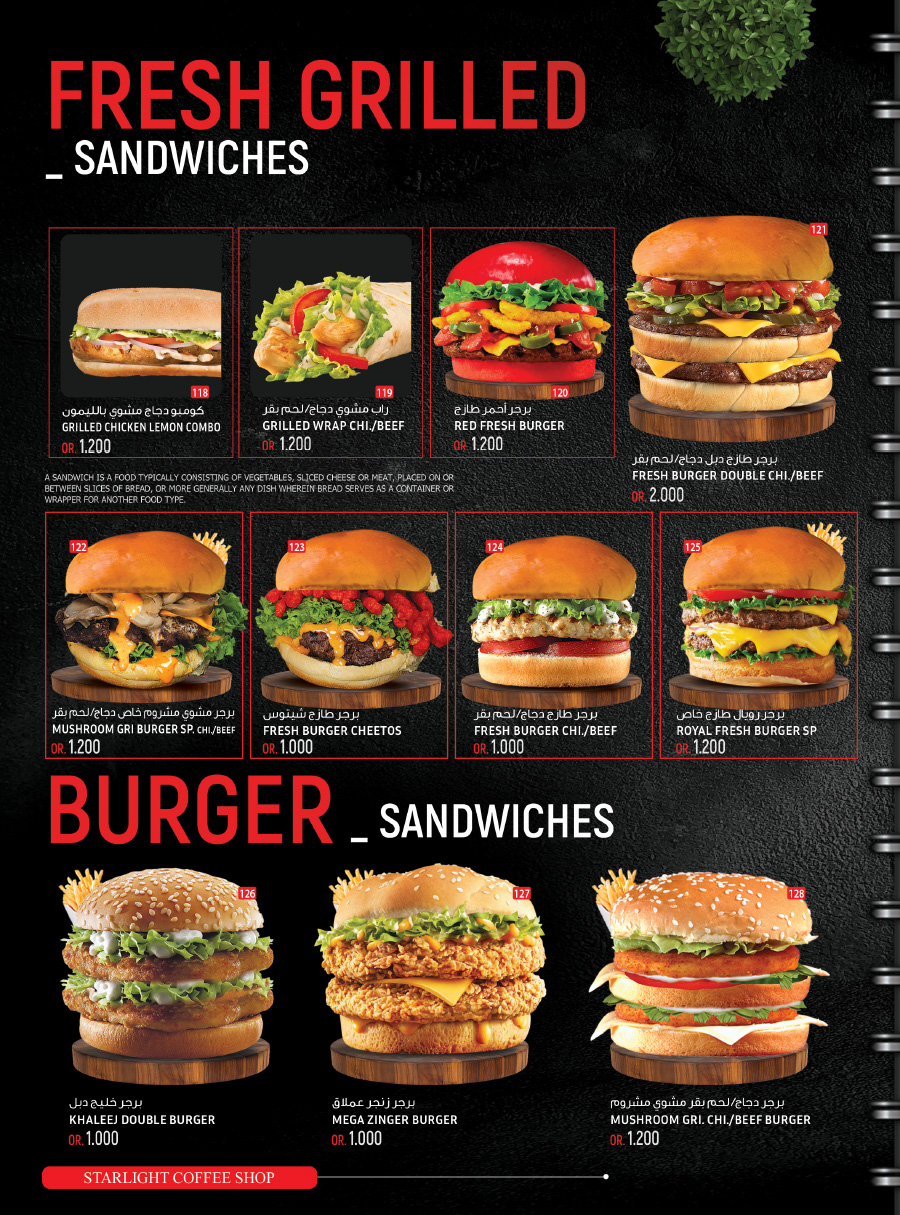 FRESH GRILLED
_ SANDWICHES
118
كومبو دجاج مشوي بالليمون
GRILLED CHICKEN LEMON COMBO
OR. 1.200
119
راب مشوي دجاج/لحم بقر
GRILLED WRAP CHI./BEEF
OR. 1.200
120
برجر أحمر طازج
RED FRESH BURGER
OR. 1.200
121
برجر طازج دبل دجاج/لحم بقر
FRESH BURGER DOUBLE CHI./BEEF
OR. 2.000
A SANDWICH IS A FOOD TYPICALLY CONSISTING OF VEGETABLES, SLICED CHEESE OR MEAT, PLACED ON OR
BETWEEN SLICES OF BREAD, OR MORE GENERALLY ANY DISH WHEREIN BREAD SERVES AS A CONTAINER OR
WRAPPER FOR ANOTHER FOOD TYPE.
122
برجر مشوي مشروم خاص دجاج/لحم بقر
MUSHROOM GRI BURGER SP. CHI./BEEF
OR. 1.200
123
برجر طازج شيتوس
FRESH BURGER CHEETOS
OR. 1.000
124
برجر طازج دجاج/لحم بقر
FRESH BURGER CHI./BEEF
OR. 1.000
125
برجر رويال طازج خاص
ROYAL FRESH BURGER SP
OR. 1.200
BURGER _ SANDWICHES
126
برجر خليج دبل
KHALEEJ DOUBLE BURGER
OR. 1.000
127
برجر زنجر عملاق
MEGA ZINGER BURGER
OR. 1.000
128
برجر دجاج/لحم بقر مشوي مشروم
MUSHROOM GRI. CHI./BEEF BURGER
OR. 1.200
STARLIGHT COFFEE SHOP